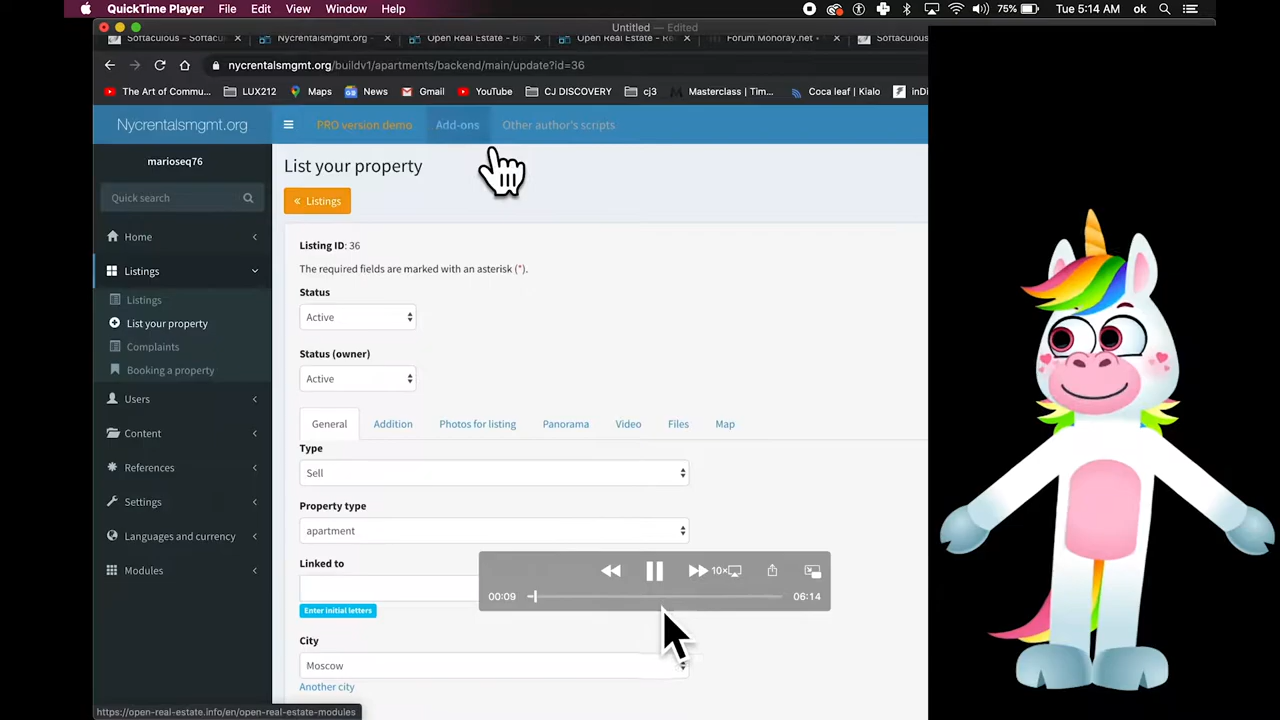 QuickTime Player File Edit View Window Help 75% Tue 5:14 AM ok
Untitled — Edited
Softaculous - Softac Nycrentalsmgmt.org - Open Real Estate - Open Real Estate - Re Forum Monoray.net • Softaculous
nycrentalsmgmt.org/buildv1/apartments/backend/main/update?id=36
The Art of Commu... LUX212 Maps News Gmail YouTube CJ DISCOVERY cj3 Masterclass | Tim... Coca leaf | Kialo inDi
Nycrentalsmgmt.org PRO version demo Add-ons Other author's scripts
marioseq76
List your property
Quick search
« Listings
Home
Listing ID: 36
Listings
The required fields are marked with an asterisk (*).
Listings
Status
List your property
Active
Complaints
Status (owner)
Booking a property
Active
Users
General Addition Photos for listing Panorama Video Files Map
Content
Type
References
Sell
Settings
Property type
Languages and currency
apartment
Modules
Linked to
10×
00:09 06:14
Enter initial letters
City
Moscow
Another city
https://open-real-estate.info/en/open-real-estate-modules